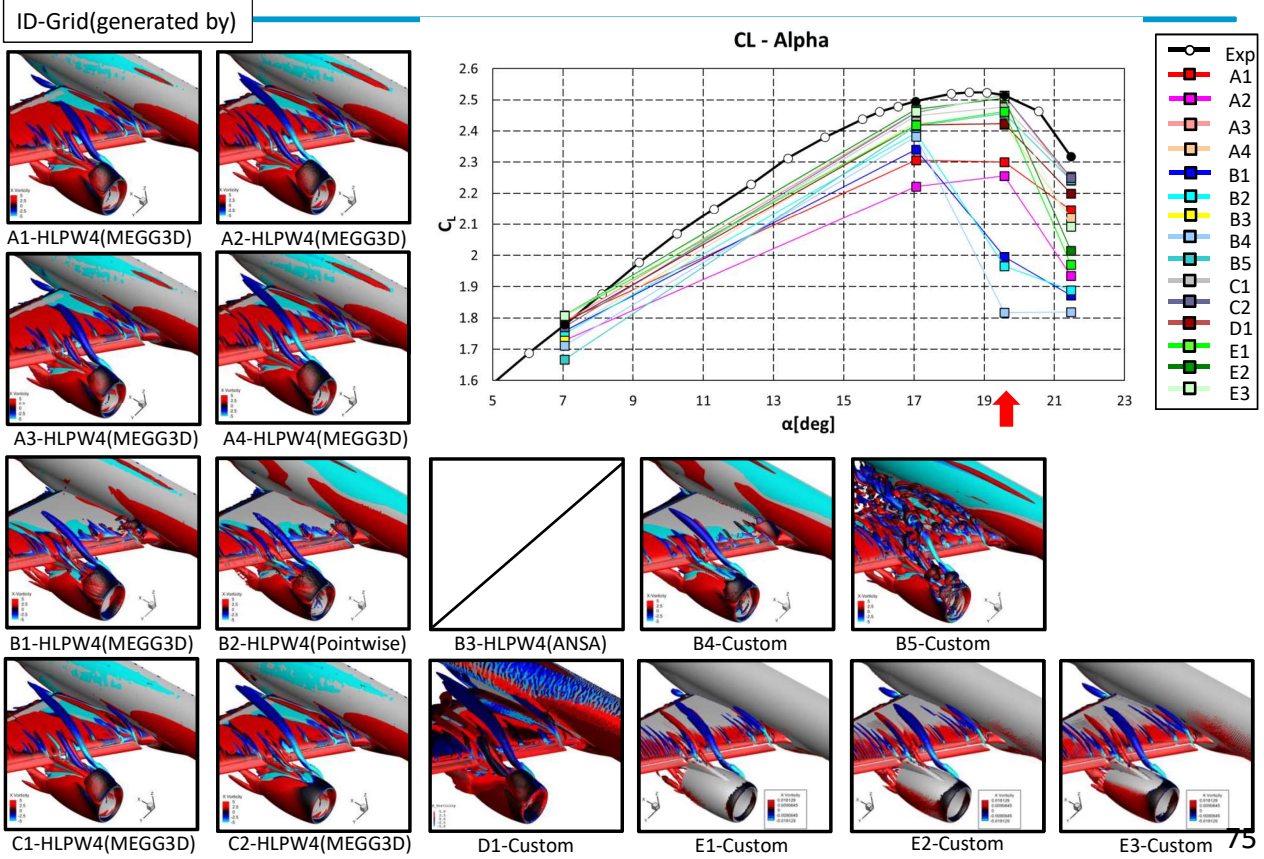 ID-Grid(generated by)
CL - Alpha
2.6
2.5
2.4
2.3
2.2
2.1
2
1.9
1.8
1.7
1.6
CL
5
7
9
11
13
15
17
19
21
23
α[deg]
Exp
A1
A2
A3
A4
B1
B2
B3
B4
B5
C1
C2
D1
E1
E2
E3
A1-HLPW4(MEGG3D)
A2-HLPW4(MEGG3D)
A3-HLPW4(MEGG3D)
A4-HLPW4(MEGG3D)
B1-HLPW4(MEGG3D)
B2-HLPW4(Pointwise)
B3-HLPW4(ANSA)
B4-Custom
B5-Custom
C1-HLPW4(MEGG3D)
C2-HLPW4(MEGG3D)
D1-Custom
E1-Custom
E2-Custom
E3-Custom
75